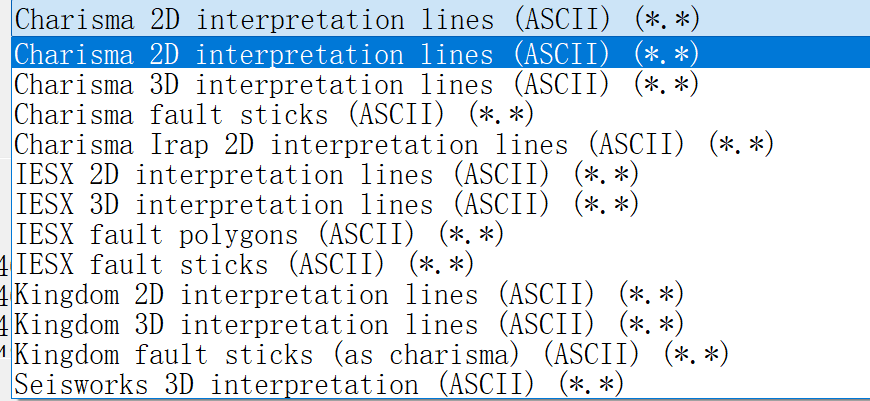 Charisma 2D interpretation lines (ASCII) (*.*)
Charisma 2D interpretation lines (ASCII) (*.*)
Charisma 3D interpretation lines (ASCII) (*.*)
Charisma fault sticks (ASCII) (*.*)
Charisma Irap 2D interpretation lines (ASCII) (*.*)
IESX 2D interpretation lines (ASCII) (*.*)
IESX 3D interpretation lines (ASCII) (*.*)
IESX fault polygons (ASCII) (*.*)
IESX fault sticks (ASCII) (*.*)
Kingdom 2D interpretation lines (ASCII) (*.*)
Kingdom 3D interpretation lines (ASCII) (*.*)
Kingdom fault sticks (as charisma) (ASCII) (*.*)
Seisworks 3D interpretation (ASCII) (*.*)